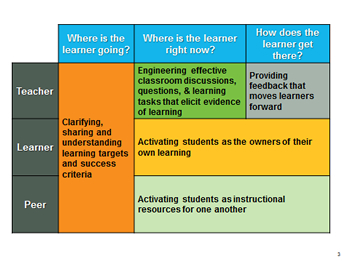 Where is the
learner going?
Where is the learner
right now?
How does the
learner get
there?
Teacher
Clarifying,
sharing and
understanding
learning targets
and success
criteria
Engineering effective
classroom discussions,
questions, & learning
tasks that elicit evidence
of learning
Providing
feedback that
moves learners
forward
Learner
Activating students as the owners of their
own learning
Peer
Activating students as instructional
resources for one another
3